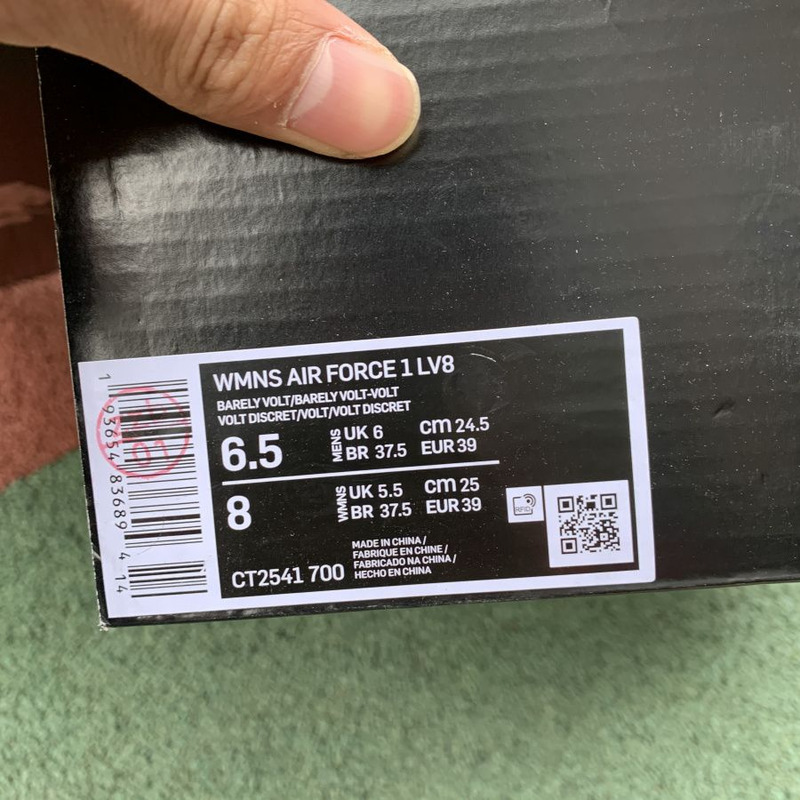 WMNS AIR FORCE 1 LV8
BARELY VOLT/BARELY VOLT-VOLT
VOLT DISCRET/VOLT/VOLT DISCRET
6.5 MENS UK 6 cm 24.5
BR 37.5 EUR 39
8 WMNS UK 5.5 cm 25
BR 37.5 EUR 39
RFID
CT2541 700
MADE IN CHINA /
FABRIQUE EN CHINE /
FABRICADO NA CHINA /
HECHO EN CHINA
1 93654 83689 4 14